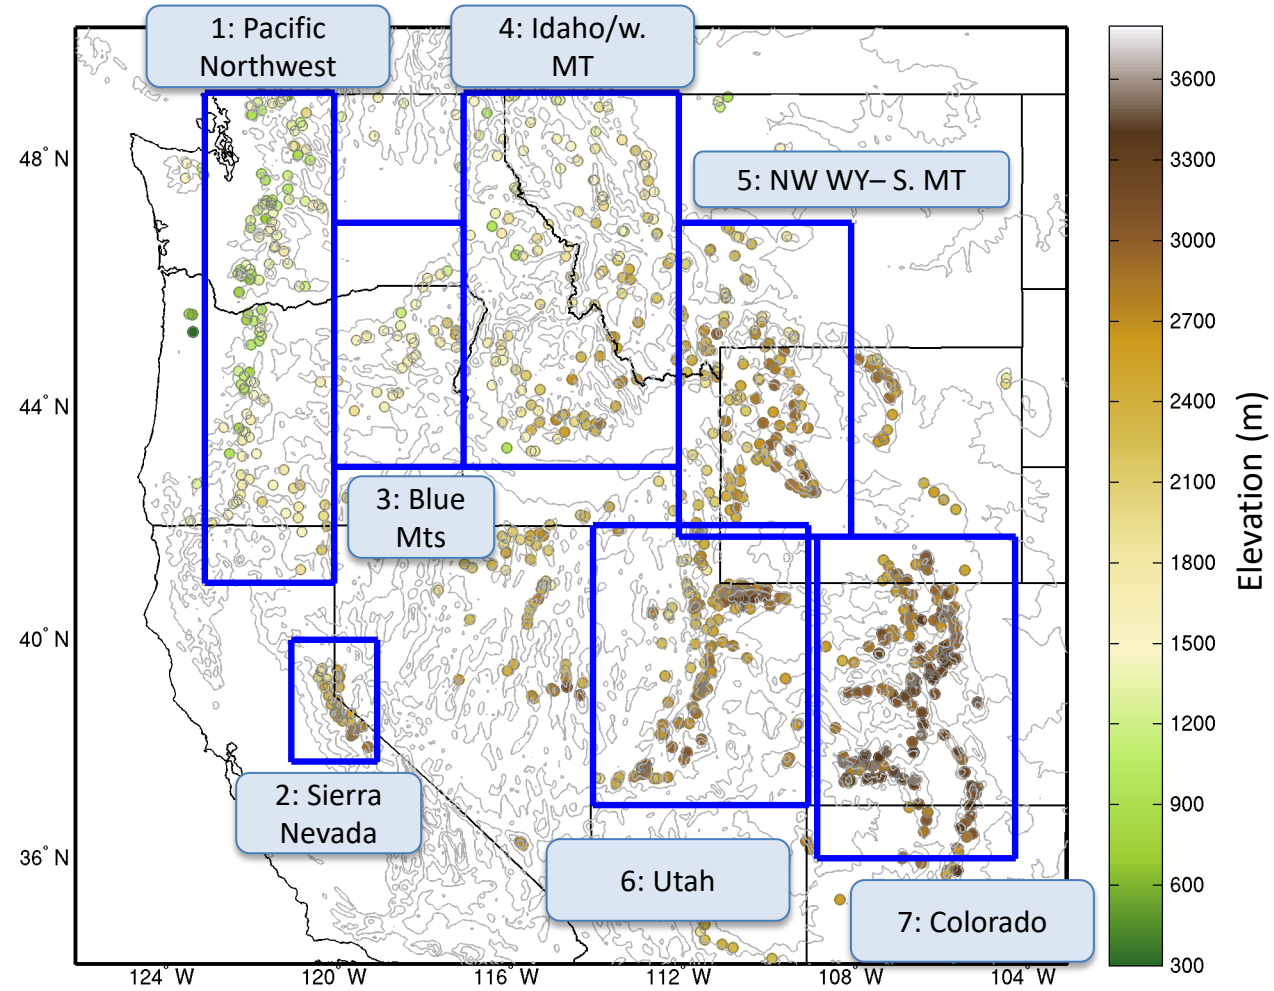 1: Pacific
Northwest
4: Idaho/w.
MT
5: NW WY– S. MT
3: Blue
Mts
2: Sierra
Nevada
6: Utah
7: Colorado
48° N
44° N
40° N
36° N
124° W
120° W
116° W
112° W
108° W
104° W
3600
3300
3000
2700
2400
2100
1800
1500
1200
900
600
300
Elevation (m)